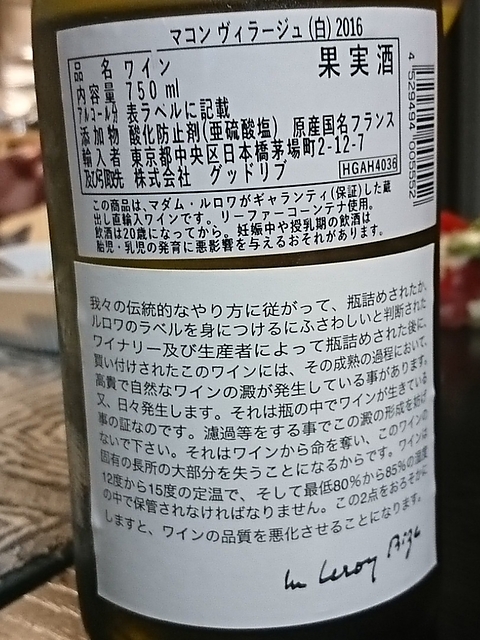 マコン ヴィラージュ (白) 2016
品 名 ワイン 果実酒
内容量 750 ml
アルコール分 表ラベルに記載
添加物 酸化防止剤(亜硫酸塩) 原産国名フランス
輸入者 東京都中央区日本橋茅場町2-12-7
及び引取先 株式会社 グッドリブ HGAH4036
4 529494 005552
この商品は、マダム・ルロワがギャランティ(保証)した蔵
出し直輸入ワインです。リーファーコーンテナ使用。
飲酒は20歳になってから。妊娠中や授乳期の飲酒は
胎児・乳児の発育に悪影響を与えるおそれがあります。
我々の伝統的なやり方に従がって、瓶詰めされたか、
ルロワのラベルを身につけるにふさわしいと判断された
ワイナリー及び生産者によって瓶詰めされた後に、
買い付けされたこのワインには、その成熟の過程において、
高貴で自然なワインの澱が発生している事があります。
又、日々発生します。それは瓶の中でワインが生きている
事の証なのです。濾過等をする事でこの澱の形成を妨げ
ないで下さい。それはワインから命を奪い、このワインの
固有の長所の大部分を失うことになるからです。ワインは
12度から15度の定温で、そして最低80%から85%の湿度
の中で保管されなければなりません。この2点をおろそかに
しますと、ワインの品質を悪化させることになります。
Leroy Bize